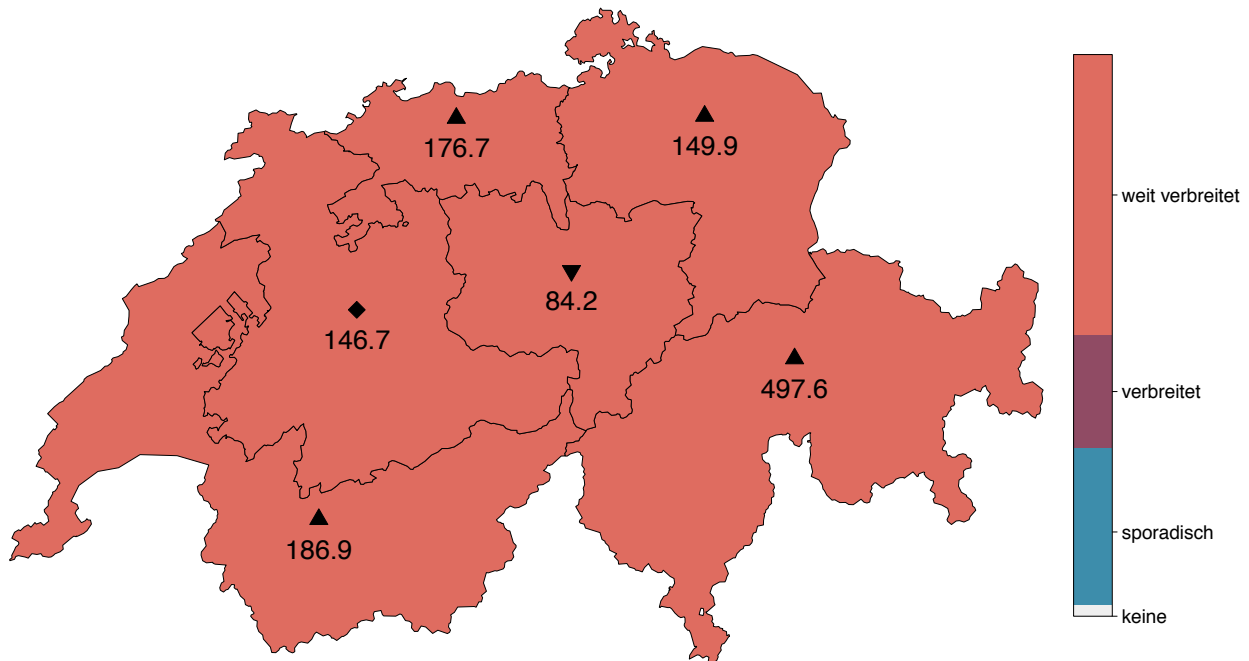 176.7
149.9
84.2
146.7
497.6
186.9
weit verbreitet
verbreitet
sporadisch
keine